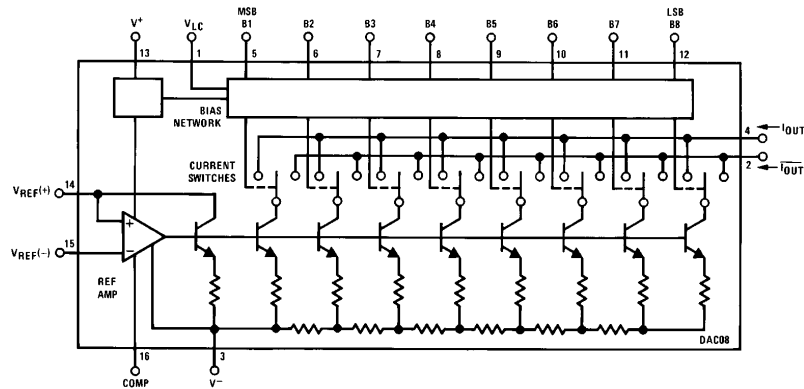 MSB LSB
V+ VLC B1 B2 B3 B4 B5 B6 B7 B8
13 1 5 6 7 8 9 10 11 12
BIAS
NETWORK
4 IOUT
CURRENT
SWITCHES
2 IOUT
VREF(+) 14
+
VREF(−) 15
−
REF
AMP
DAC08
16 3
COMP V−